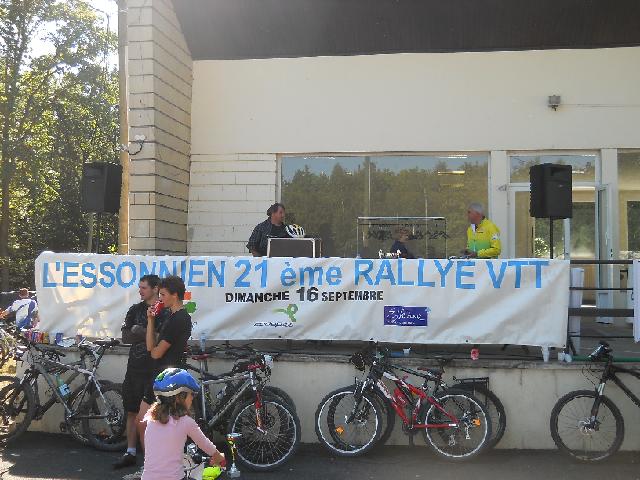 L'ESSONNIEN 21 ème RALLYE VTT
DIMANCHE 16 SEPTEMBRE